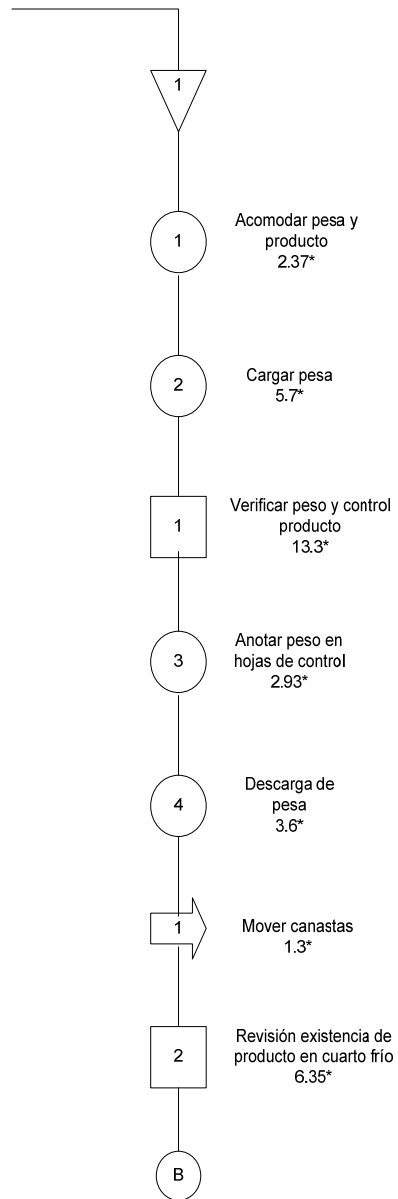 1
1
Acomodar pesa y
producto
2.37*
2
Cargar pesa
5.7*
1
Verificar peso y control
producto
13.3*
3
Anotar peso en
hojas de control
2.93*
4
Descarga de
pesa
3.6*
1
Mover canastas
1.3*
2
Revisión existencia de
producto en cuarto frío
6.35*
B